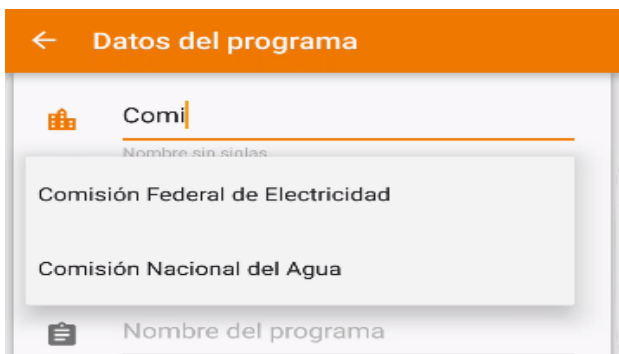 Datos del programa
Comi
Nombre sin siglas
Comisión Federal de Electricidad
Comisión Nacional del Agua
Nombre del programa